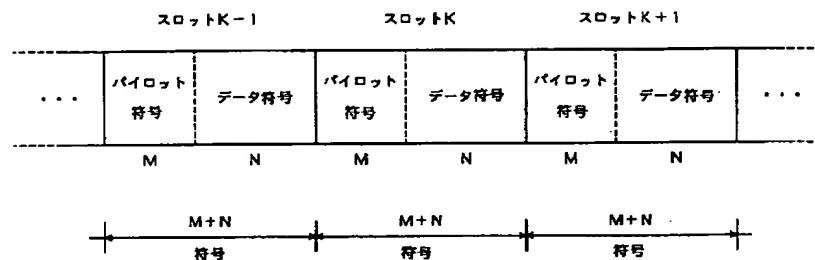 スロットK-1 スロットK スロットK+1
パイロット パイロット パイロット
・・・ データ符号 データ符号 データ符号 ・・・
符号 符号 符号
M N M N M N
M+N M+N M+N
符号 符号 符号